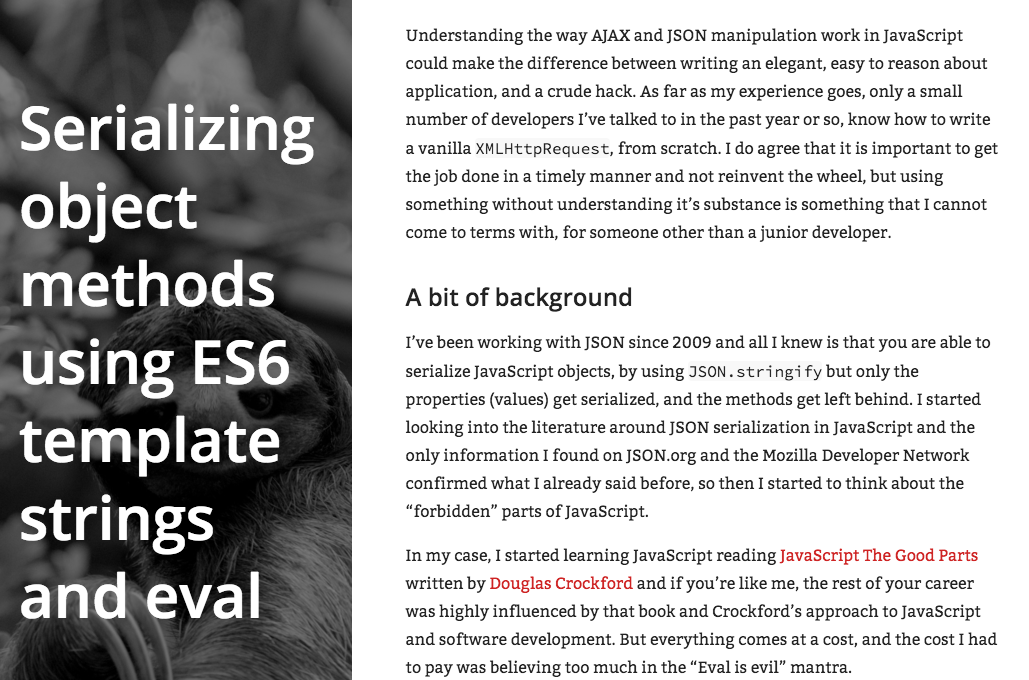 Serializing
object
methods
using ES6
template
strings
and eval
Understanding the way AJAX and JSON manipulation work in JavaScript
could make the difference between writing an elegant, easy to reason about
application, and a crude hack. As far as my experience goes, only a small
number of developers I’ve talked to in the past year or so, know how to write
a vanilla XMLHttpRequest, from scratch. I do agree that it is important to get
the job done in a timely manner and not reinvent the wheel, but using
something without understanding it’s substance is something that I cannot
come to terms with, for someone other than a junior developer.
A bit of background
I’ve been working with JSON since 2009 and all I knew is that you are able to
serialize JavaScript objects, by using JSON.stringify but only the
properties (values) get serialized, and the methods get left behind. I started
looking into the literature around JSON serialization in JavaScript and the
only information I found on JSON.org and the Mozilla Developer Network
confirmed what I already said before, so then I started to think about the
“forbidden” parts of JavaScript.
In my case, I started learning JavaScript reading JavaScript The Good Parts
written by Douglas Crockford and if you’re like me, the rest of your career
was highly influenced by that book and Crockford’s approach to JavaScript
and software development. But everything comes at a cost, and the cost I had
to pay was believing too much in the “Eval is evil” mantra.